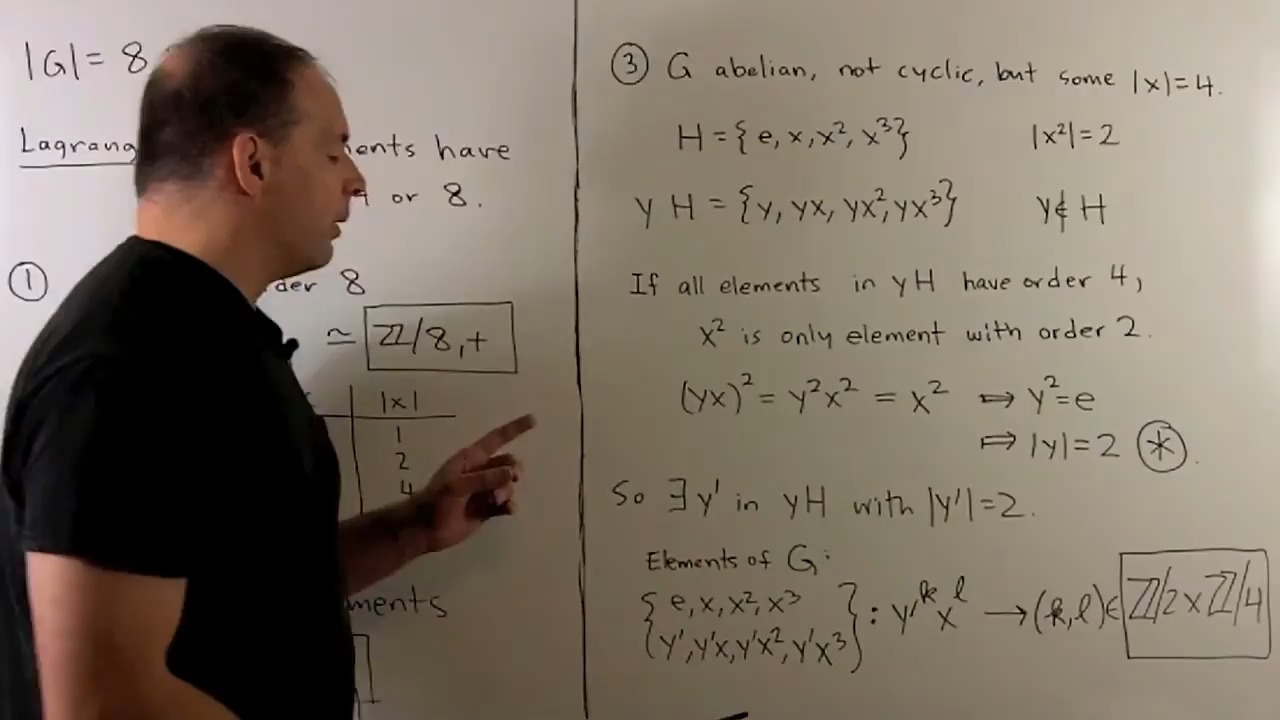 |G| = 8
Lagrang ents have
4 or 8.
① der 8
≃ ℤ/8,+
|x|
1
2
4
ments
③ G abelian, not cyclic, but some |x|=4.
H = {e, x, x², x³} |x²|=2
y H = {y, yx, yx², yx³} y∉H
If all elements in yH have order 4,
x² is only element with order 2.
(yx)² = y²x² = x² ⇒ y²=e
⇒ |y|=2 ⊛.
So ∃y' in yH with |y'|=2.
Elements of G:
{e, x, x², x³
y', y'x, y'x², y'x³} : y'ᵏxˡ → (k,l)∈ ℤ/2×ℤ/4